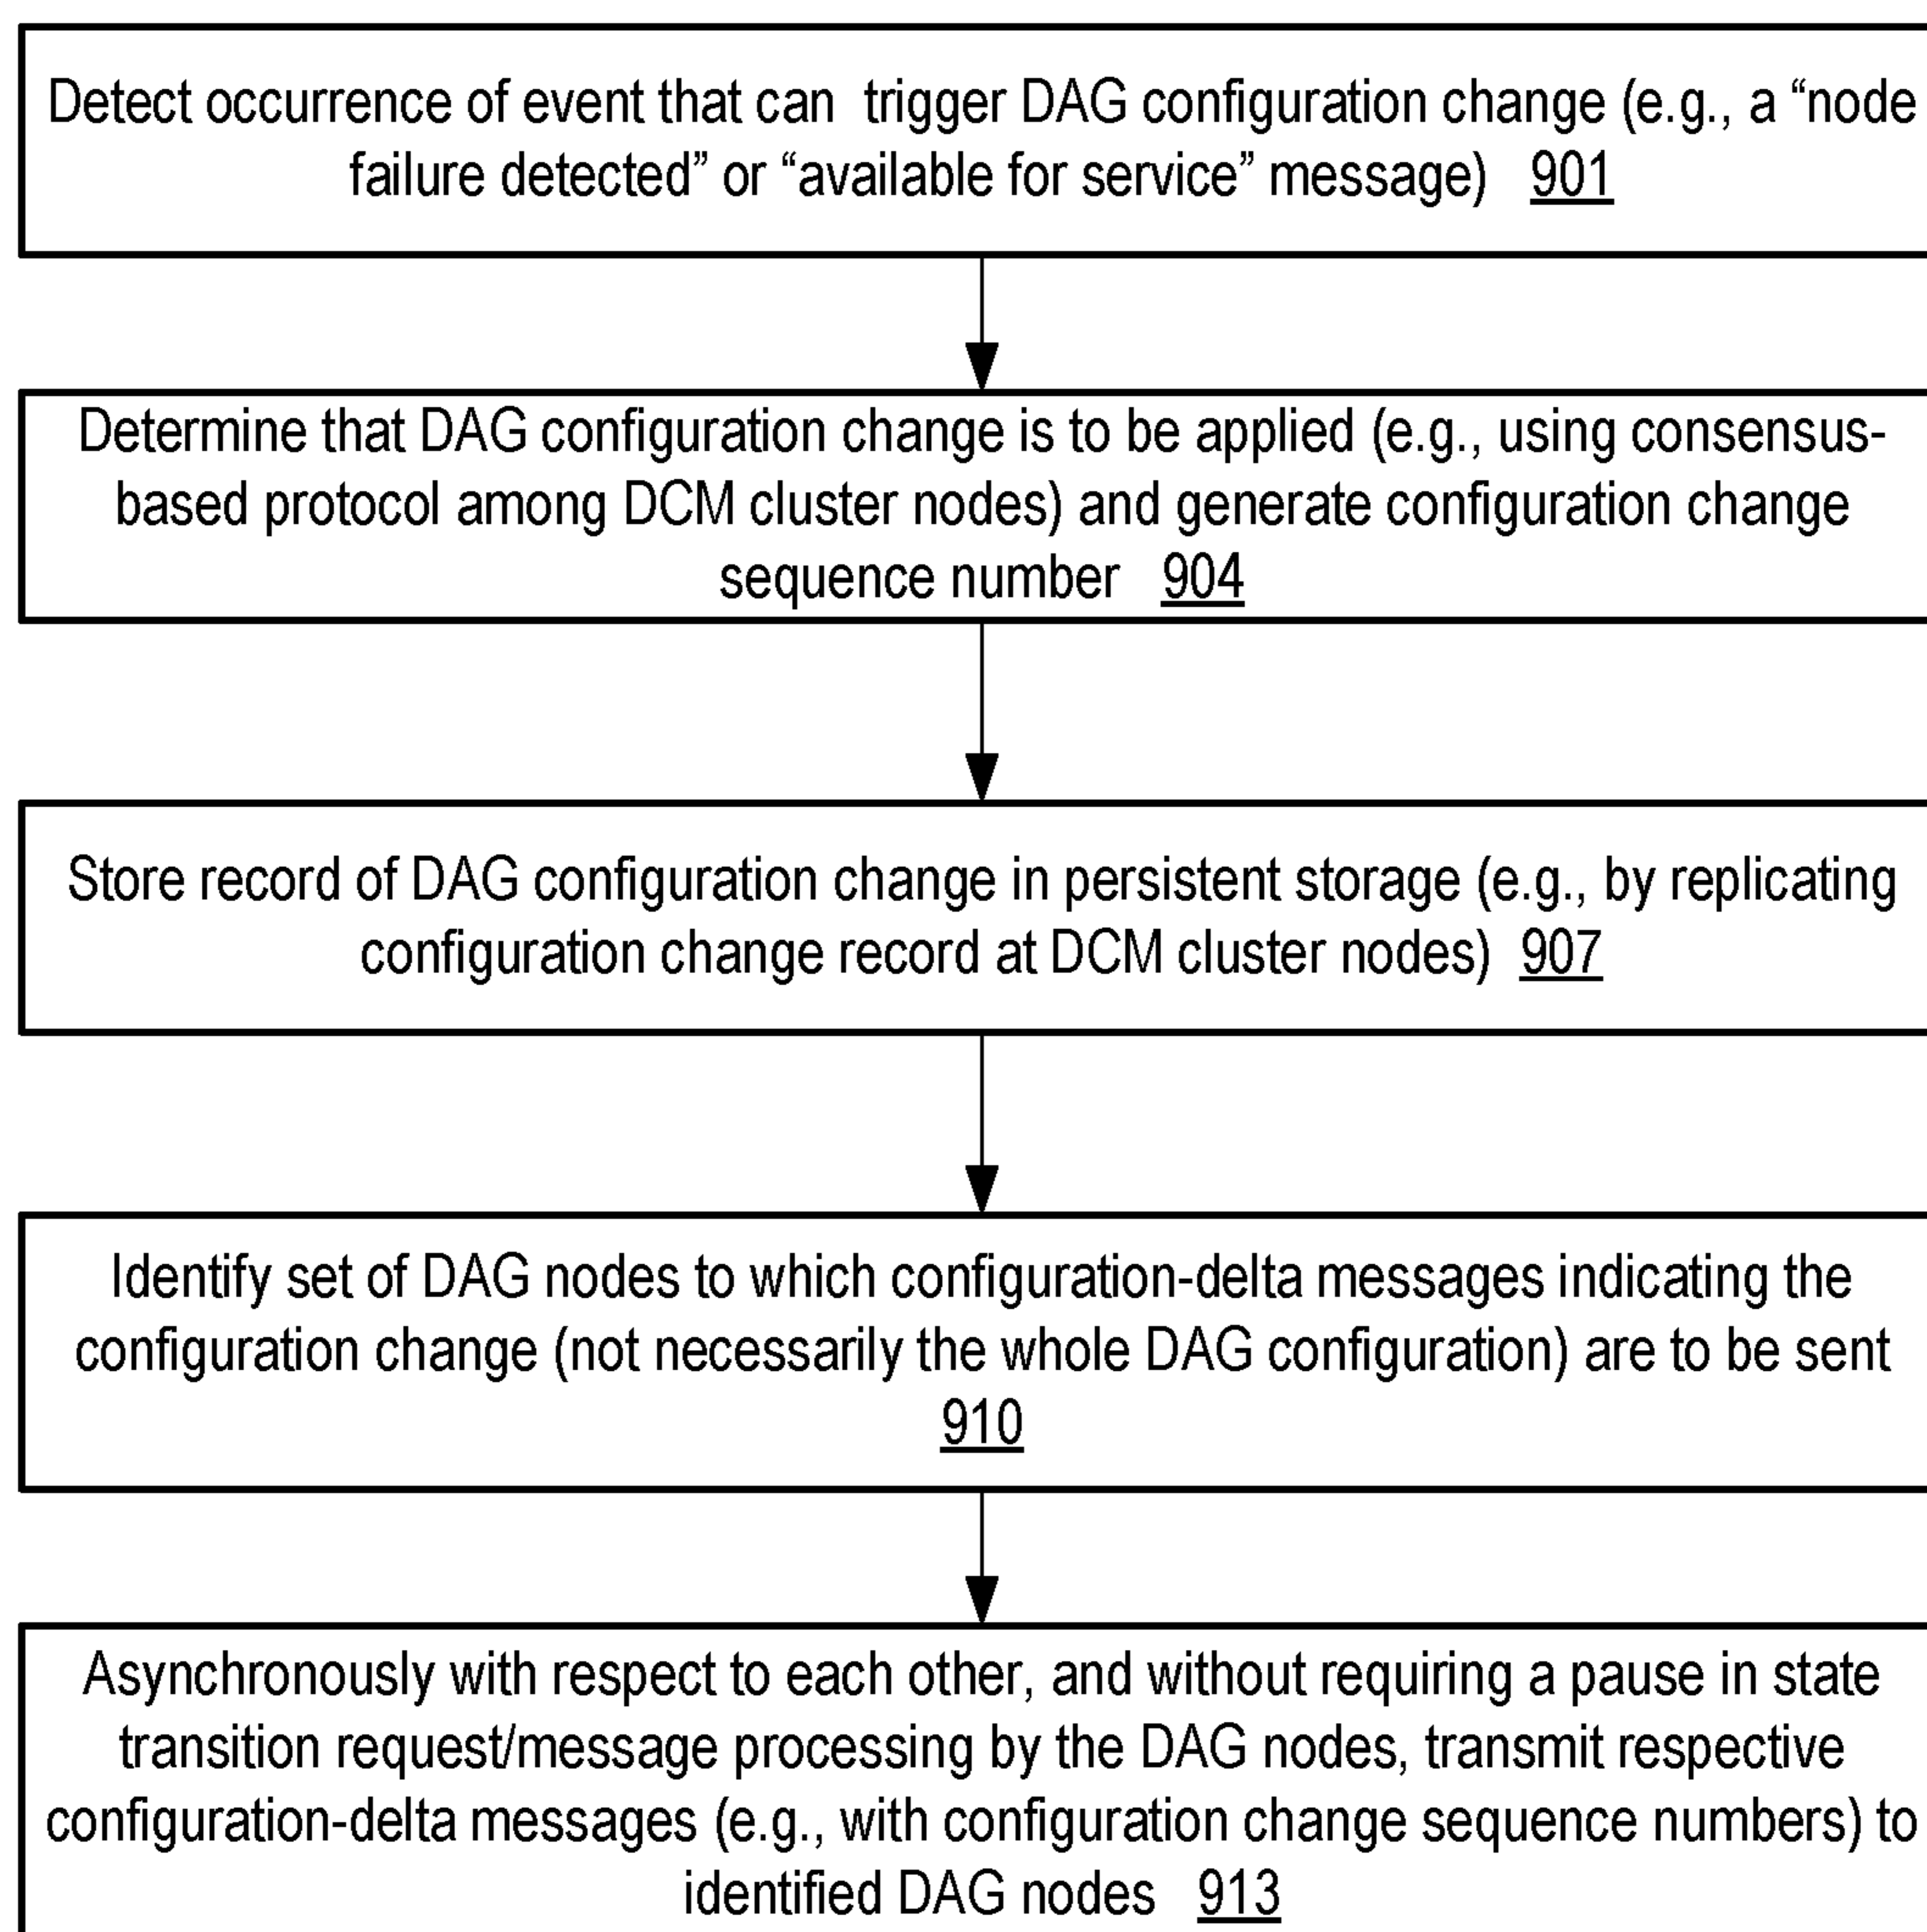 Detect occurrence of event that can trigger DAG configuration change (e.g., a “node
failure detected” or “available for service” message) 901
Determine that DAG configuration change is to be applied (e.g., using consensus-
based protocol among DCM cluster nodes) and generate configuration change
sequence number 904
Store record of DAG configuration change in persistent storage (e.g., by replicating
configuration change record at DCM cluster nodes) 907
Identify set of DAG nodes to which configuration-delta messages indicating the
configuration change (not necessarily the whole DAG configuration) are to be sent
910
Asynchronously with respect to each other, and without requiring a pause in state
transition request/message processing by the DAG nodes, transmit respective
configuration-delta messages (e.g., with configuration change sequence numbers) to
identified DAG nodes 913